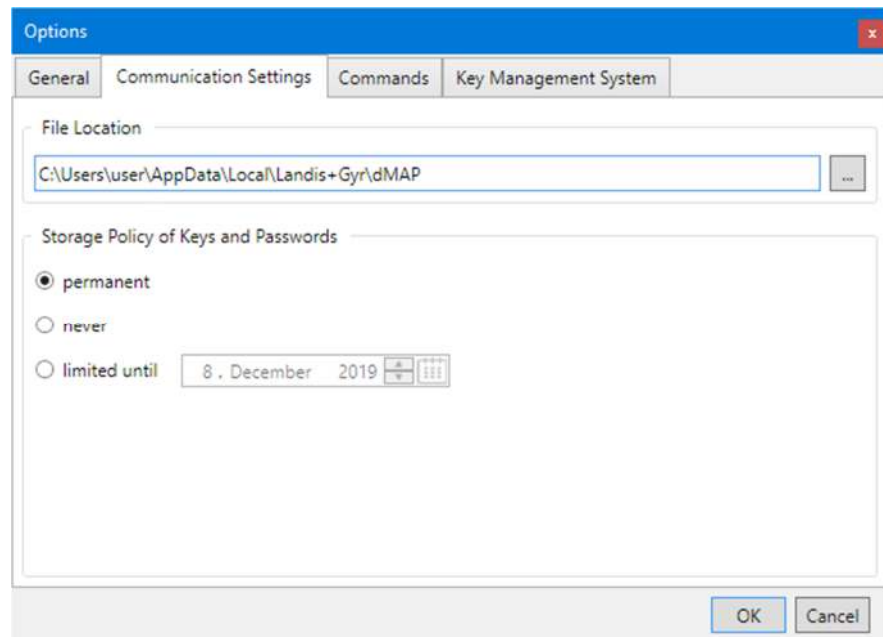 Options
x
General Communication Settings Commands Key Management System
File Location
C:\Users\user\AppData\Local\Landis+Gyr\dMAP
...
Storage Policy of Keys and Passwords
permanent
never
limited until 8 . December 2019
OK Cancel